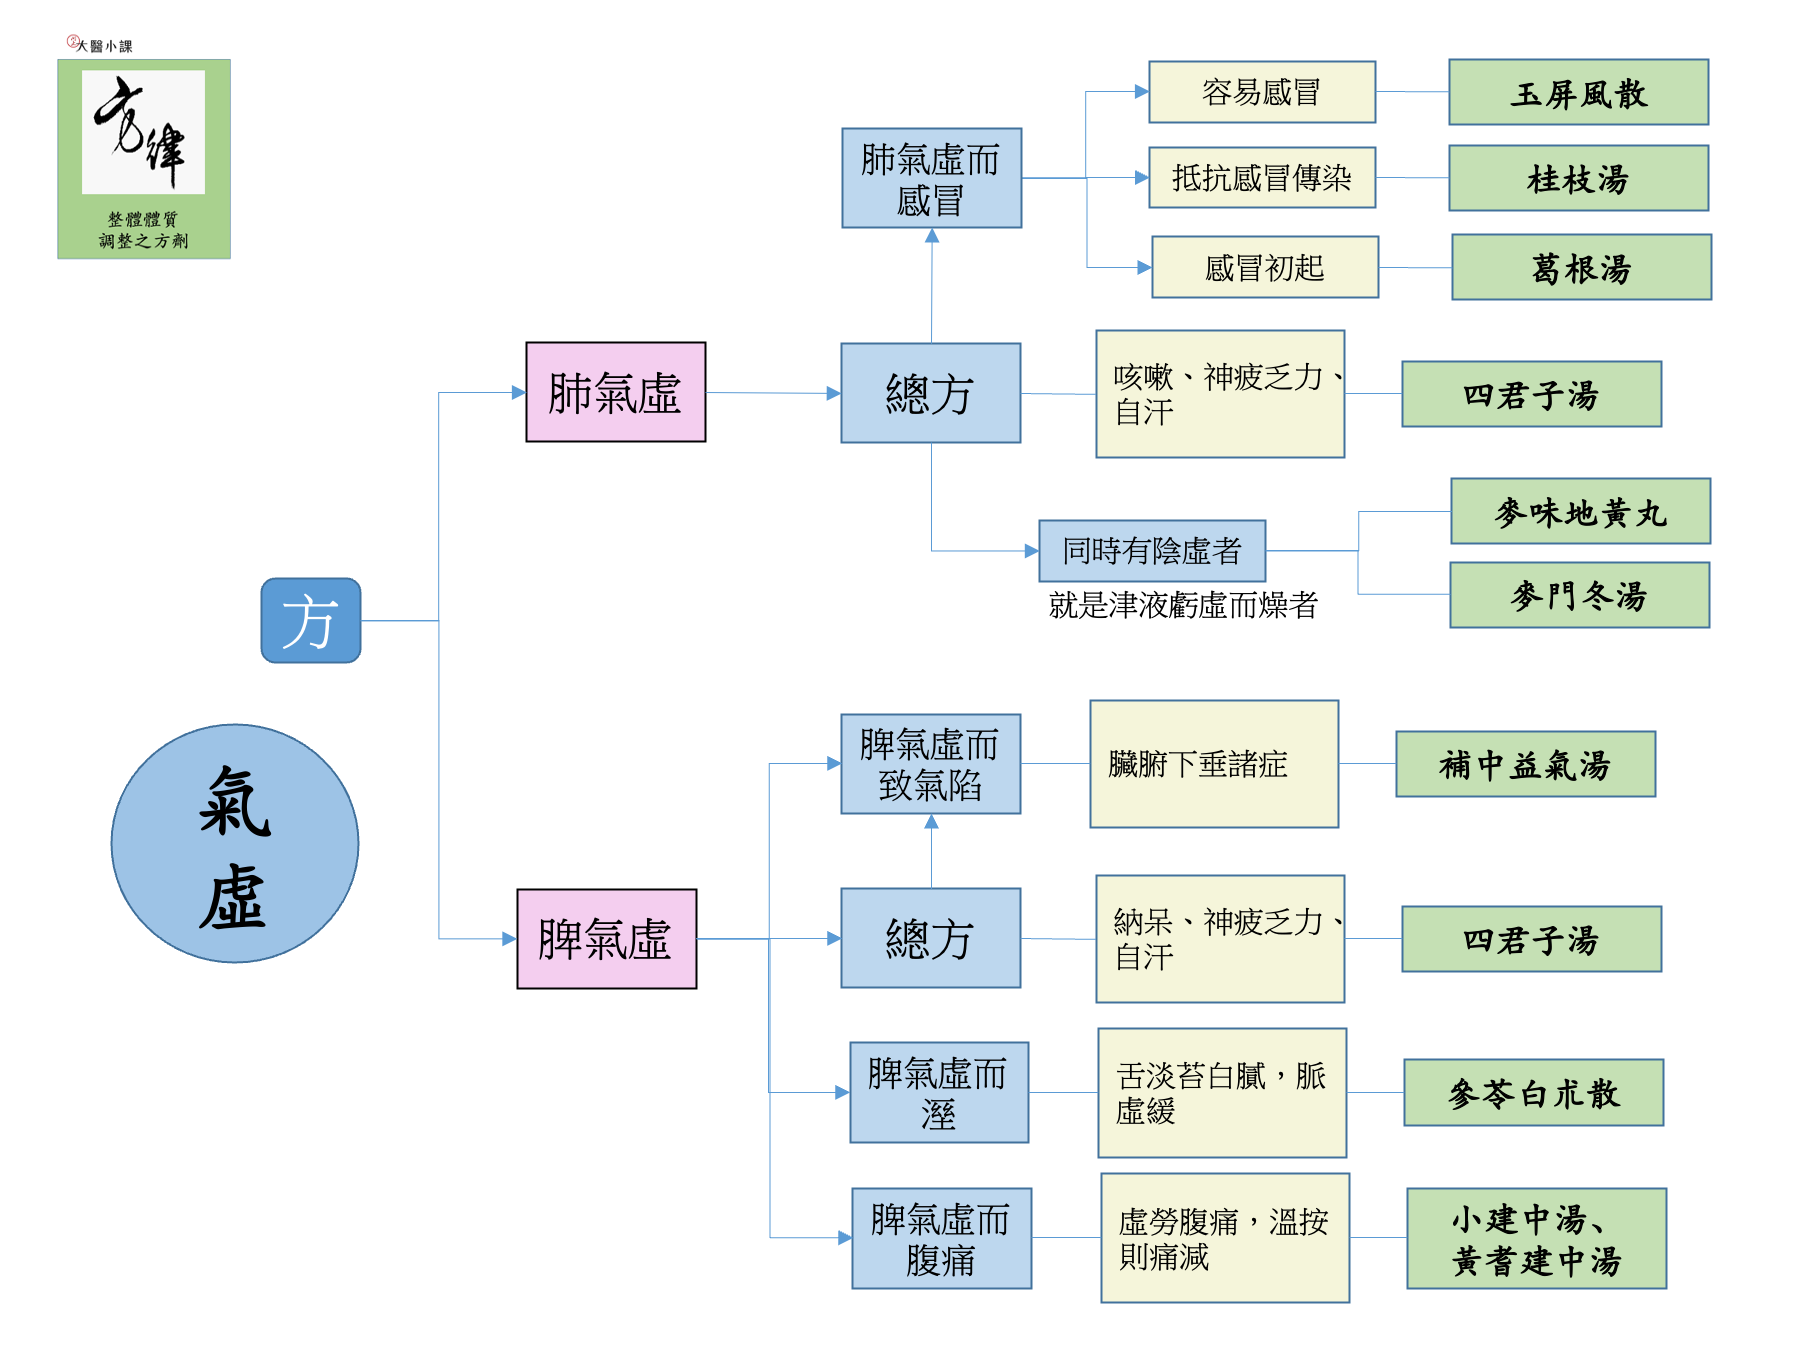 大醫小課
方律
整體體質
調整之方劑
方
氣
虛
肺氣虛
總方
肺氣虛而
感冒
容易感冒
玉屏風散
抵抗感冒傳染
桂枝湯
感冒初起
葛根湯
咳嗽、神疲乏力、
自汗
四君子湯
同時有陰虛者
就是津液虧虛而燥者
麥味地黃丸
麥門冬湯
脾氣虛
脾氣虛而
致氣陷
臟腑下垂諸症
補中益氣湯
總方
納呆、神疲乏力、
自汗
四君子湯
脾氣虛而
溼
舌淡苔白膩，脈
虛緩
參苓白朮散
脾氣虛而
腹痛
虛勞腹痛，溫按
則痛減
小建中湯、
黃耆建中湯